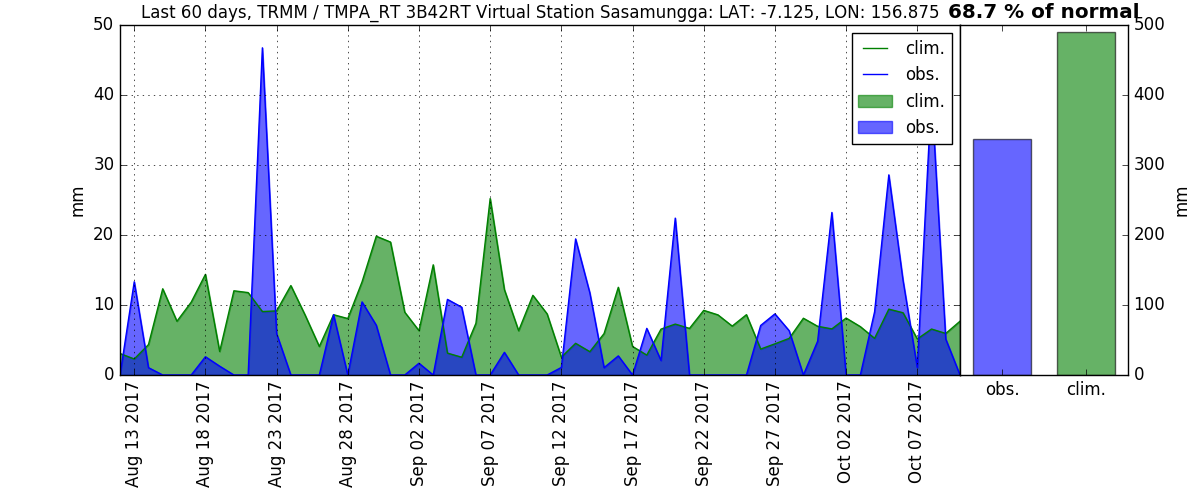 Last 60 days, TRMM / TMPA_RT 3B42RT Virtual Station Sasamungga: LAT: -7.125, LON: 156.875 68.7 % of normal
50
40
30
20
10
0
mm
clim.
obs.
clim.
obs.
500
400
300
200
100
0
mm
Aug 13 2017
Aug 18 2017
Aug 23 2017
Aug 28 2017
Sep 02 2017
Sep 07 2017
Sep 12 2017
Sep 17 2017
Sep 22 2017
Sep 27 2017
Oct 02 2017
Oct 07 2017
obs.
clim.